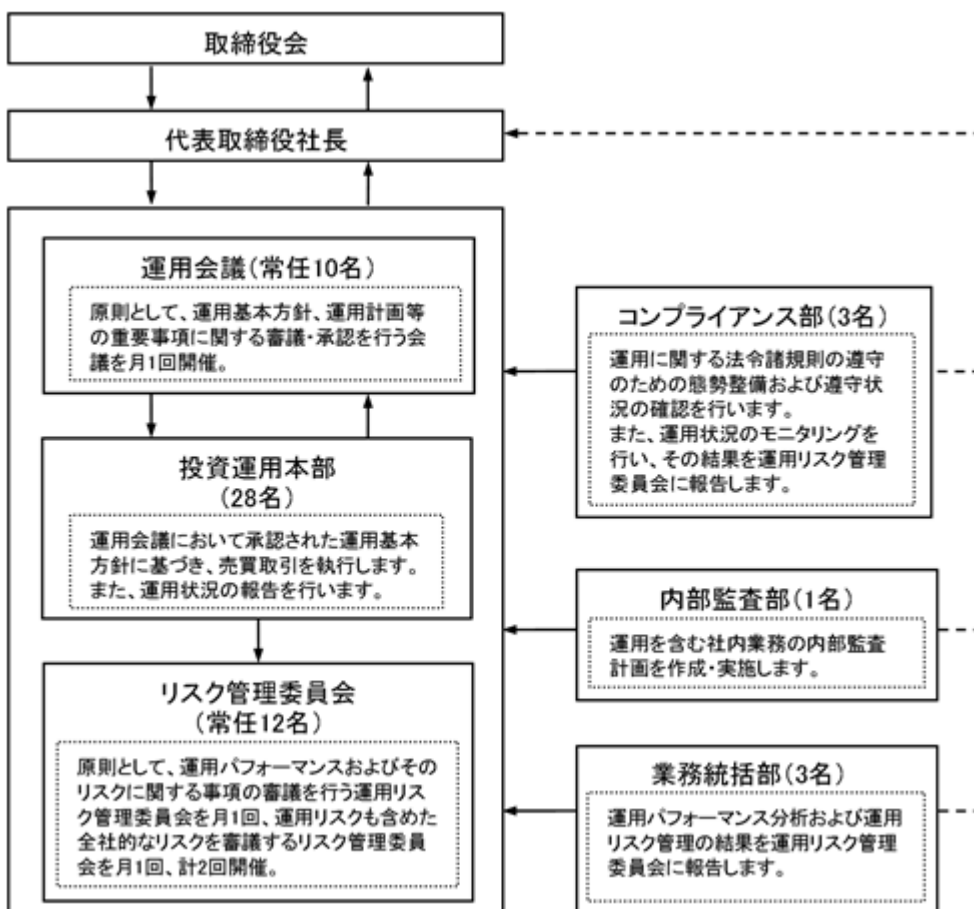 取締役会
代表取締役社長
運用会議(常任10名)
原則として、運用基本方針、運用計画等
の重要事項に関する審議・承認を行う会
議を月1回開催。
投資運用本部
(28名)
運用会議において承認された運用基本
方針に基づき、売買取引を執行します。
また、運用状況の報告を行います。
リスク管理委員会
(常任12名)
原則として、運用パフォーマンスおよびその
リスクに関する事項の審議を行う運用リス
ク管理委員会を月1回、運用リスクも含めた
全社的なリスクを審議するリスク管理委員
会を月1回、計2回開催。
コンプライアンス部(3名)
運用に関する法令諸規則の遵守
のための態勢整備および遵守状
況の確認を行います。
また、運用状況のモニタリングを
行い、その結果を運用リスク管理
委員会に報告します。
内部監査部(1名)
運用を含む社内業務の内部監査
計画を作成・実施します。
業務統括部(3名)
運用パフォーマンス分析および運用
リスク管理の結果を運用リスク管理
委員会に報告します。